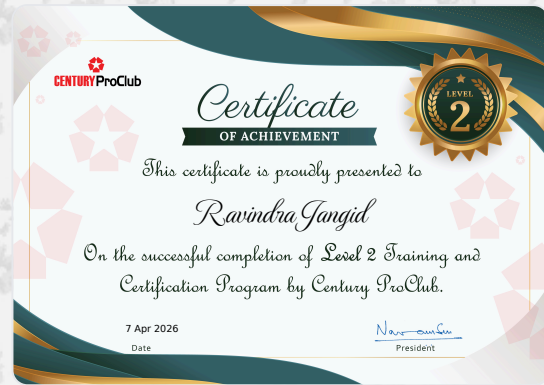 CENTURY ProClub
Certificate
OF ACHIEVEMENT
LEVEL
2
This certificate is proudly presented to
Ravindra Jangid
On the successful completion of Level 2 Training and
Certification Program by Century ProClub.
7 Apr 2026
Date
President